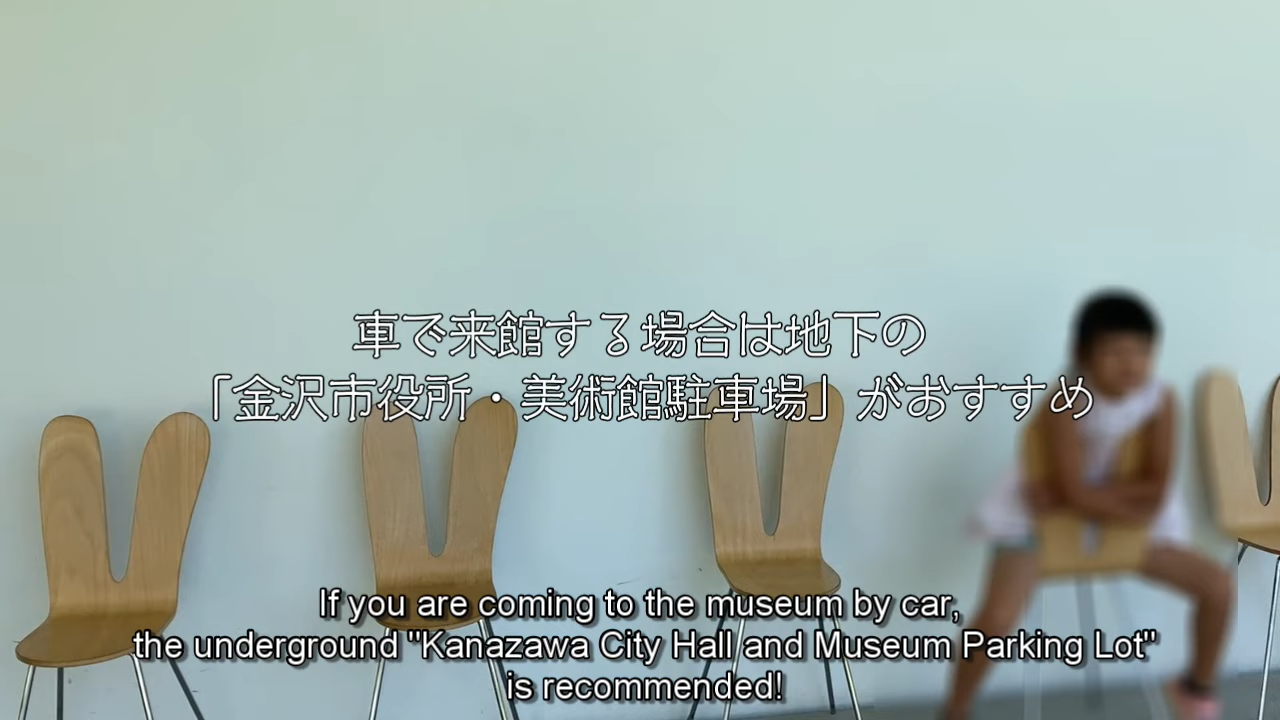 車で来館する場合は地下の
「金沢市役所・美術館駐車場」がおすすめ
If you are coming to the museum by car,
the underground "Kanazawa City Hall and Museum Parking Lot"
is recommended!